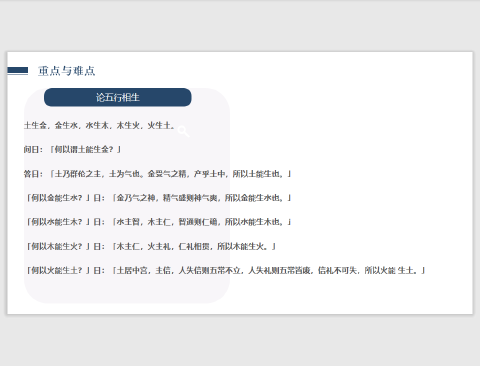 重点与难点
论五行相生
土生金，金生水，水生木，木生火，火生土。
问曰：「何以谓土能生金？」
答曰：「土乃群伦之主，土为气也。金受气之精，产乎土中，所以土能生也。」
「何以金能生水？」曰：「金乃气之神，精气盛则神气爽，所以金能生水也。」
「何以水能生木？」曰：「水主智，木主仁，智源则仁，所以水能生木也。」
「何以木能生火？」曰：「木主仁，火主礼，仁礼相贯，所以木能生火。」
「何以火能生土？」曰：「土居中宫，主信，人失信则五常不立，人失礼则五常皆废，信礼不可失，所以火能 生土。」